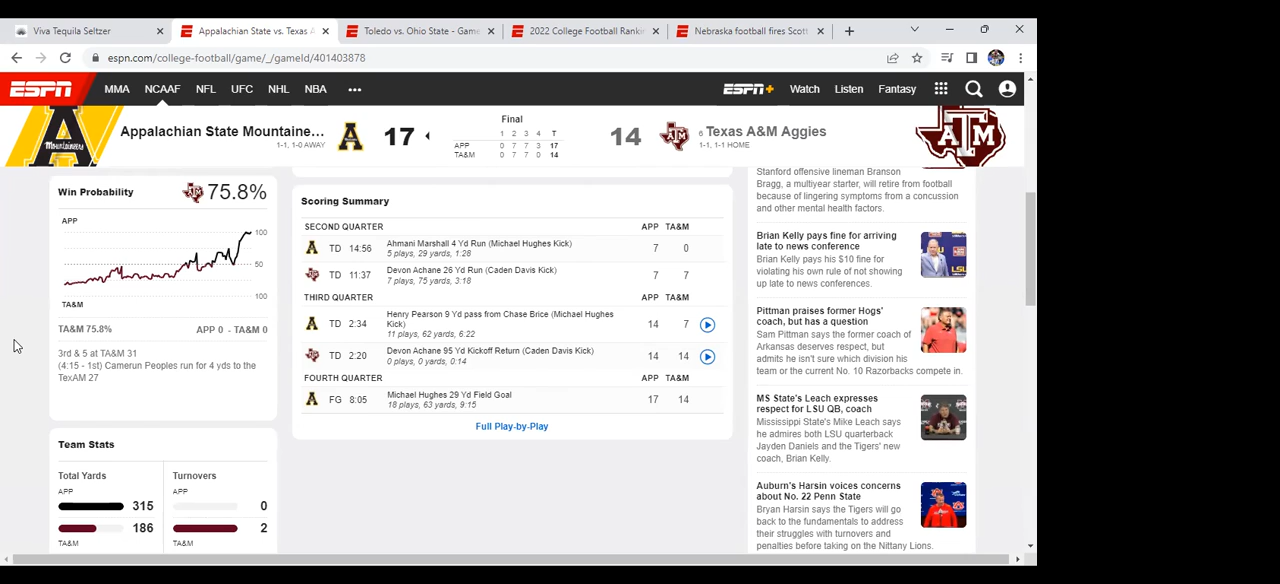 Viva Tequila Seltzer
Appalachian State vs. Texas A
Toledo vs. Ohio State - Game
2022 College Football Rankin
Nebraska football fires Scott
espn.com/college-football/game/_/gameId/401403878
ESPN MMA NCAAF NFL UFC NHL NBA ESPN+ Watch Listen Fantasy
Mountaineers
Appalachian State Mountaine...
1-1, 1-0 AWAY
A
17
Final
1 2 3 4 T
APP 0 7 7 3 17
TA&M 0 7 7 0 14
14
A T M
6 Texas A&M Aggies
1-1, 1-1 HOME
A T M
Win Probability
75.8%
APP
100
50
100
TA&M
TA&M 75.8% APP 0 - TA&M 0
3rd & 5 at TA&M 31
(4:15 - 1st) Camerun Peoples run for 4 yds to the
TexAM 27
Team Stats
Total Yards
APP
315
186
TA&M
Turnovers
APP
0
2
TA&M
Scoring Summary
SECOND QUARTER APP TA&M
TD 14:56 Ahmani Marshall 4 Yd Run (Michael Hughes Kick) 7 0
5 plays, 29 yards, 1:28
TD 11:37 Devon Achane 26 Yd Run (Caden Davis Kick) 7 7
7 plays, 75 yards, 3:18
THIRD QUARTER APP TA&M
TD 2:34 Henry Pearson 9 Yd pass from Chase Brice (Michael Hughes 14 7
Kick)
11 plays, 62 yards, 6:22
TD 2:20 Devon Achane 95 Yd Kickoff Return (Caden Davis Kick) 14 14
0 plays, 0 yards, 0:14
FOURTH QUARTER APP TA&M
FG 8:05 Michael Hughes 29 Yd Field Goal 17 14
18 plays, 63 yards, 9:15
Full Play-by-Play
Stanford offensive lineman Branson
Bragg, a multiyear starter, will retire from football
because of lingering symptoms from a concussion
and other mental health factors.
Brian Kelly pays fine for arriving
late to news conference
Brian Kelly pays his $10 fine for
violating his own rule of not showing
up late to news conferences.
Pittman praises former Hogs'
coach, but has a question
Sam Pittman says the former coach of
Arkansas deserves respect, but
admits he isn't sure which division his
team or the current No. 10 Razorbacks compete in.
MS State's Leach expresses
respect for LSU QB, coach
Mississippi State's Mike Leach says
he admires both LSU quarterback
Jayden Daniels and the Tigers' new
coach, Brian Kelly.
Auburn's Harsin voices concerns
about No. 22 Penn State
Bryan Harsin says the Tigers will go
back to the fundamentals to address
their struggles with turnovers and
penalties before taking on the Nittany Lions.